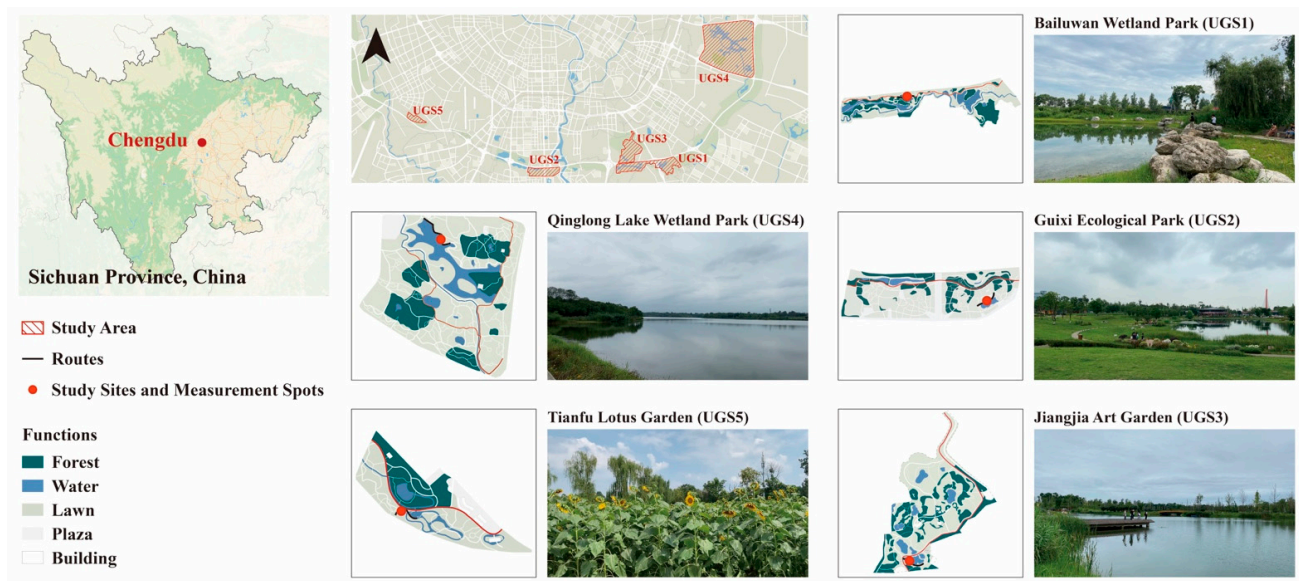 Chengdu
Sichuan Province, China
Study Area
Routes
Study Sites and Measurement Spots
Functions
Forest
Water
Lawn
Plaza
Building
UGS4
UGS5
UGS3
UGS2
UGS1
Bailuwan Wetland Park (UGS1)
Qinglong Lake Wetland Park (UGS4)
Guixi Ecological Park (UGS2)
Tianfu Lotus Garden (UGS5)
Jiangjia Art Garden (UGS3)